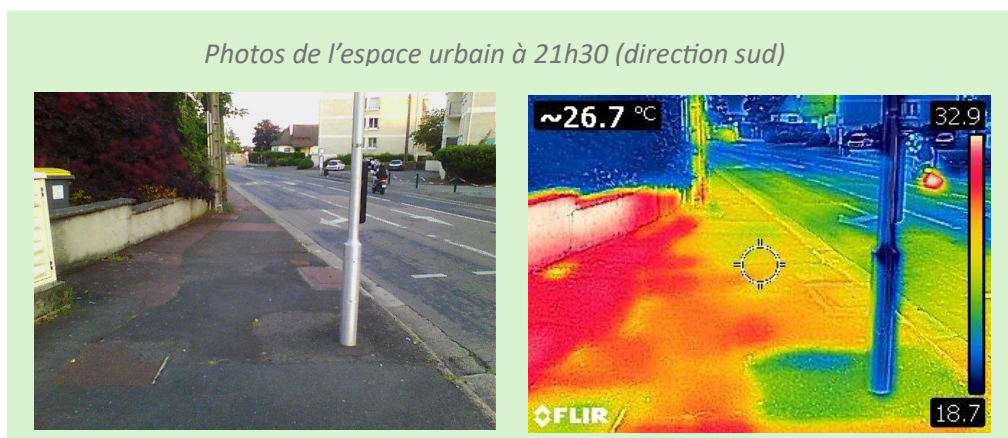 Photos de l’espace urbain à 21h30 (direction sud)
~26.7 °C
32.9
18.7
FLIR